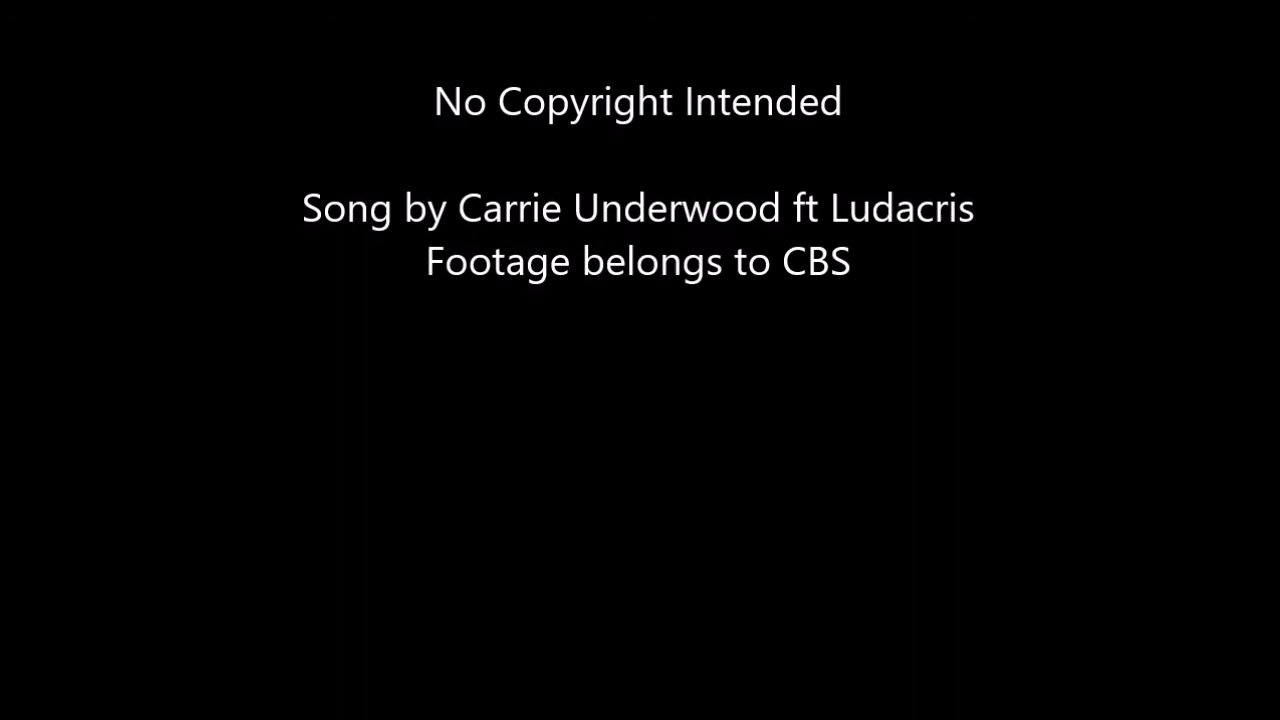 No Copyright Intended
Song by Carrie Underwood ft Ludacris
Footage belongs to CBS